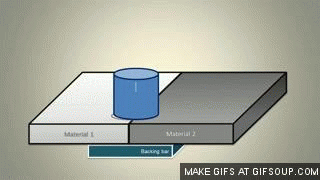 Material 1
Material 2
Backing bar
MAKE GIFS AT GIFSOUP.COM